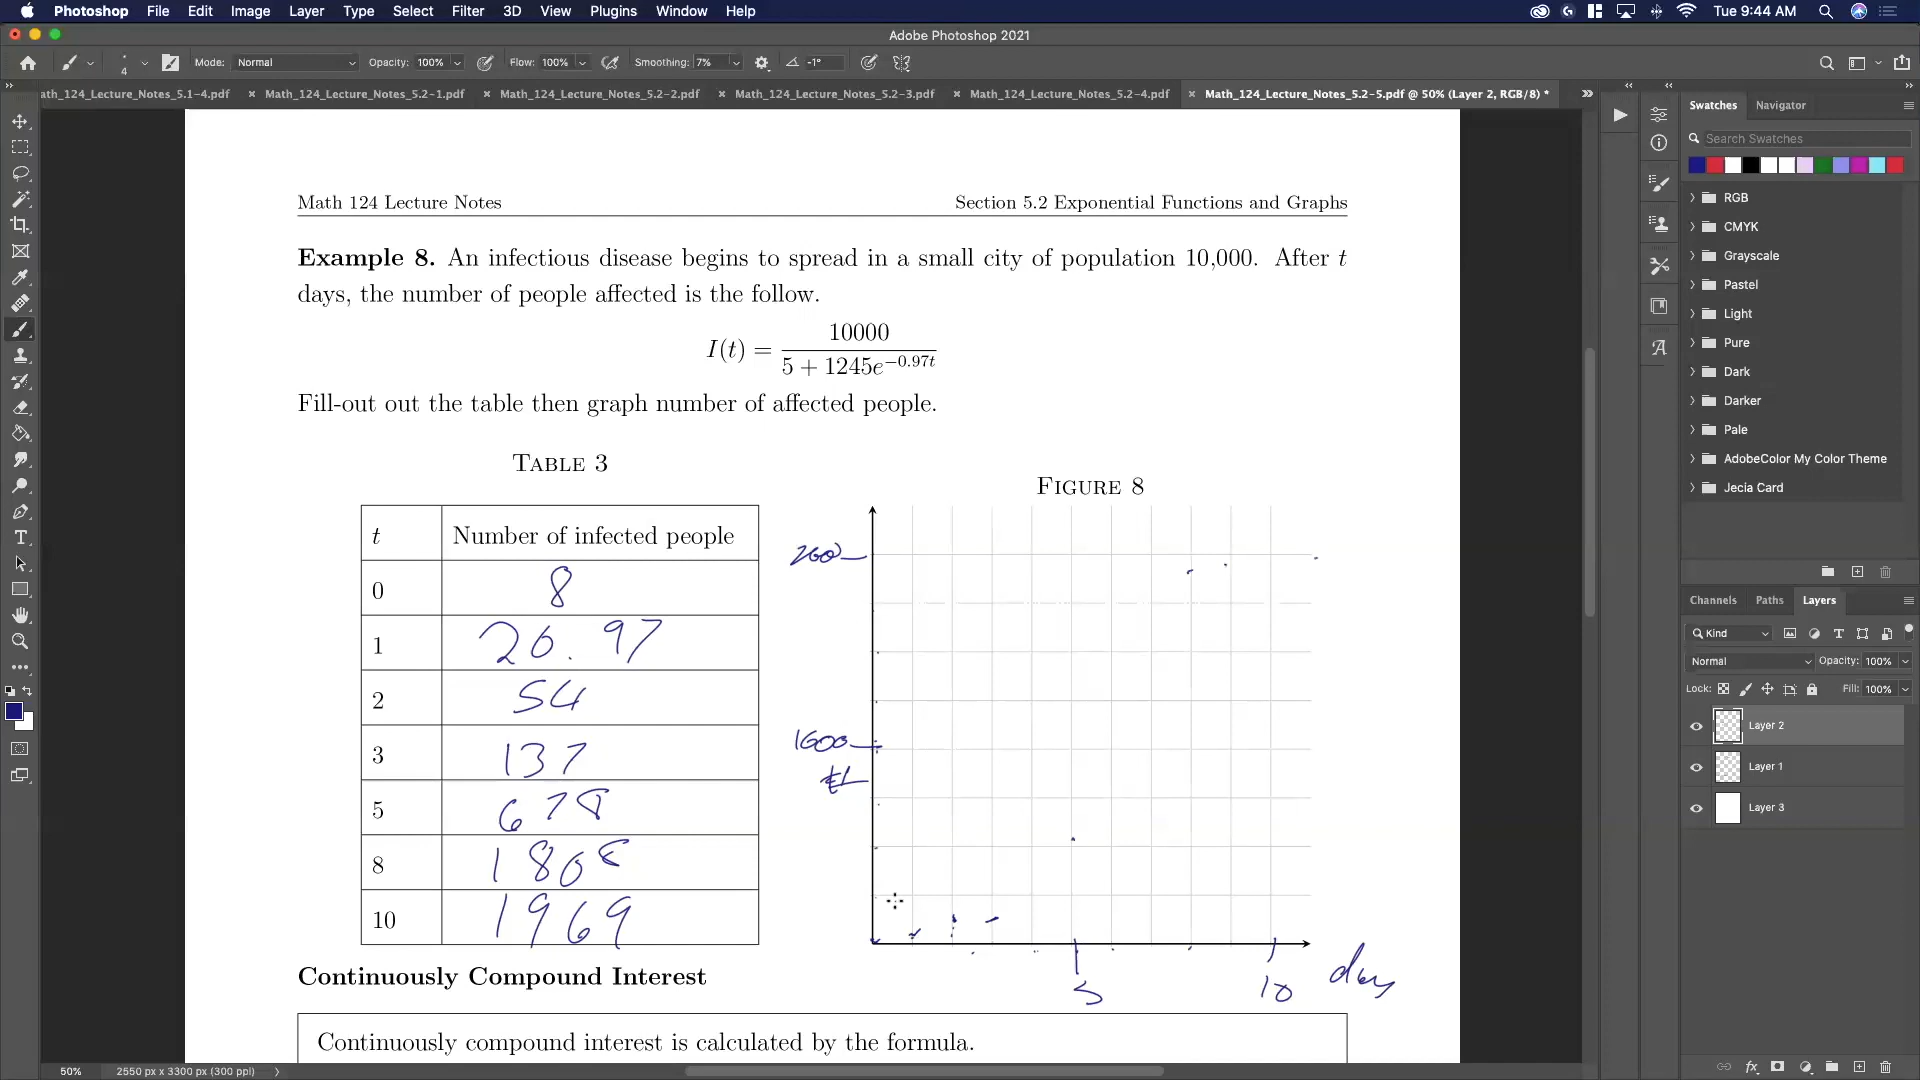 Photoshop File Edit Image Layer Type Select Filter 3D View Plugins Window Help Tue 9:44 AM
Adobe Photoshop 2021
4 Mode: Normal Opacity: 100% Flow: 100% Smoothing: 7% -1°
ath_124_Lecture_Notes_5.1-4.pdf × Math_124_Lecture_Notes_5.2-1.pdf × Math_124_Lecture_Notes_5.2-2.pdf × Math_124_Lecture_Notes_5.2-3.pdf × Math_124_Lecture_Notes_5.2-4.pdf × Math_124_Lecture_Notes_5.2-5.pdf @ 50% (Layer 2, RGB/8) *
Math 124 Lecture Notes Section 5.2 Exponential Functions and Graphs
Example 8. An infectious disease begins to spread in a small city of population 10,000. After t
days, the number of people affected is the follow.
I(t) = 10000 / (5 + 1245e^{-0.97t})
Fill-out out the table then graph number of affected people.
TABLE 3
t Number of infected people
0 8
1 20.97
2 54
3 137
5 678
8 1808
10 1969
FIGURE 8
2000
1000
5
10
days
Continuously Compound Interest
Continuously compound interest is calculated by the formula.
50% 2550 px x 3300 px (300 ppi)
Swatches Navigator
Search Swatches
RGB
CMYK
Grayscale
Pastel
Light
Pure
Dark
Darker
Pale
AdobeColor My Color Theme
Jecia Card
Channels Paths Layers
Kind
Normal Opacity: 100%
Lock: Fill: 100%
Layer 2
Layer 1
Layer 3